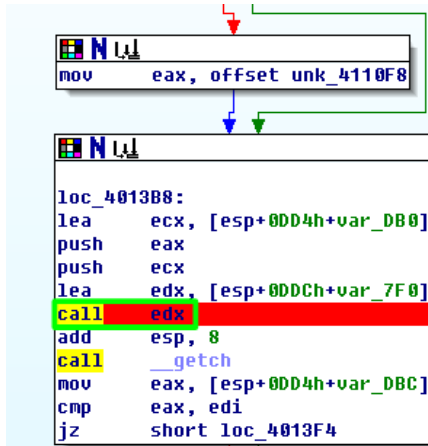 mov eax, offset unk_4110F8
loc_4013B8:
lea ecx, [esp+0DD4h+var_DB0]
push eax
push ecx
lea edx, [esp+0DDCh+var_7F0]
call edx
add esp, 8
call __getch
mov eax, [esp+0DD4h+var_DBC]
cmp eax, edi
jz short loc_4013F4